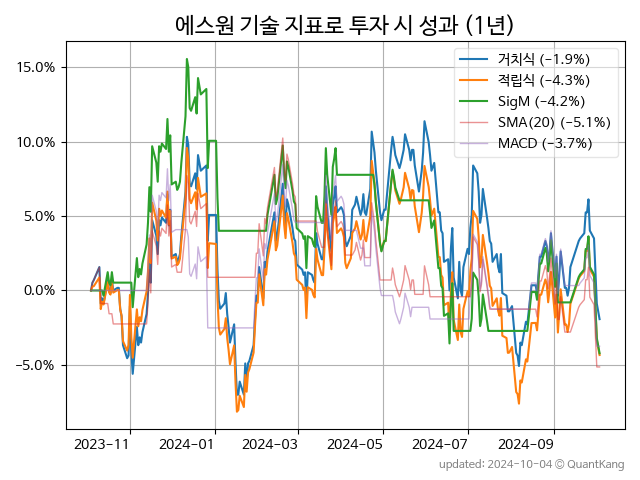 에스원 기술 지표로 투자 시 성과 (1년)
거치식 (−1.9%)
적립식 (−4.3%)
SigM (−4.2%)
SMA(20) (−5.1%)
MACD (−3.7%)
15.0%
10.0%
5.0%
0.0%
−5.0%
2023-11 2024-01 2024-03 2024-05 2024-07 2024-09
updated: 2024-10-04 © QuantKang